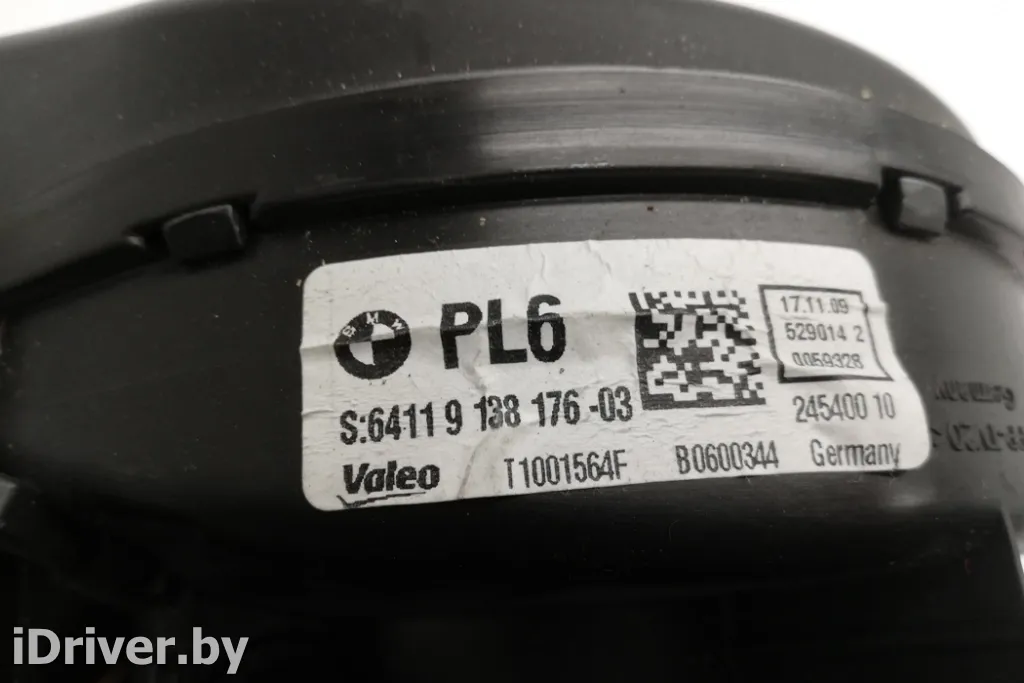 BMW
PL6
17.11.09
529014 2
0059328
S:6411 9 138 176 -03
245400 10
Valeo
T1001564F
B0600344
Germany
iDriver.by